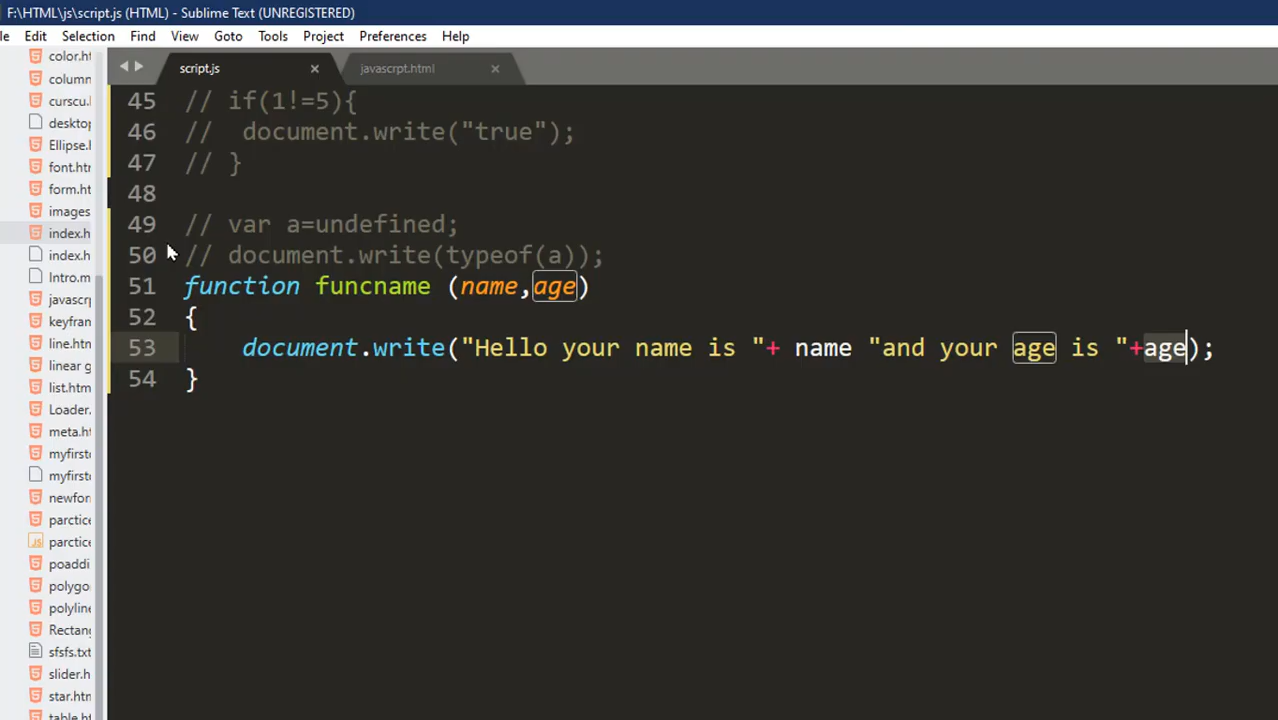 F:\HTML\js\script.js (HTML) - Sublime Text (UNREGISTERED)
le Edit Selection Find View Goto Tools Project Preferences Help
script.js javascrpt.html
color.ht
column
curscu.
desktop
Ellipse.h
font.htr
form.ht
images
index.h
index.h
Intro.m
javascr
keyfran
line.htn
linear g
list.htm
Loader.
meta.ht
myfirst
myfirst
newfor
parctice
parctice
poaddi
polygo
polyline
Rectan
sfsfs.txt
slider.h
star.htn
table.ht
45 // if(1!=5){
46 //  document.write("true");
47 // }
48
49 // var a=undefined;
50 // document.write(typeof(a));
51 function funcname (name,age)
52 {
53     document.write("Hello your name is "+ name "and your age is "+age);
54 }